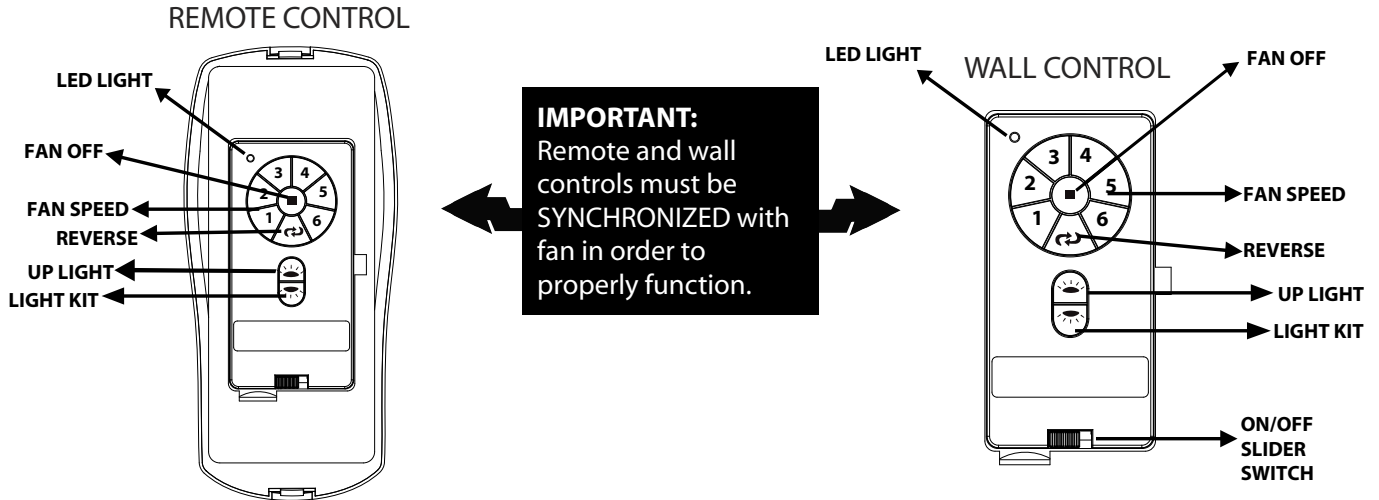 REMOTE CONTROL
LED LIGHT
FAN OFF
FAN SPEED
REVERSE
UP LIGHT
LIGHT KIT
3 4
2 5
1 6
IMPORTANT:
Remote and wall
controls must be
SYNCHRONIZED with
fan in order to
properly function.
WALL CONTROL
LED LIGHT
FAN OFF
3 4
2 5
1 6
FAN SPEED
REVERSE
UP LIGHT
LIGHT KIT
ON/OFF
SLIDER
SWITCH